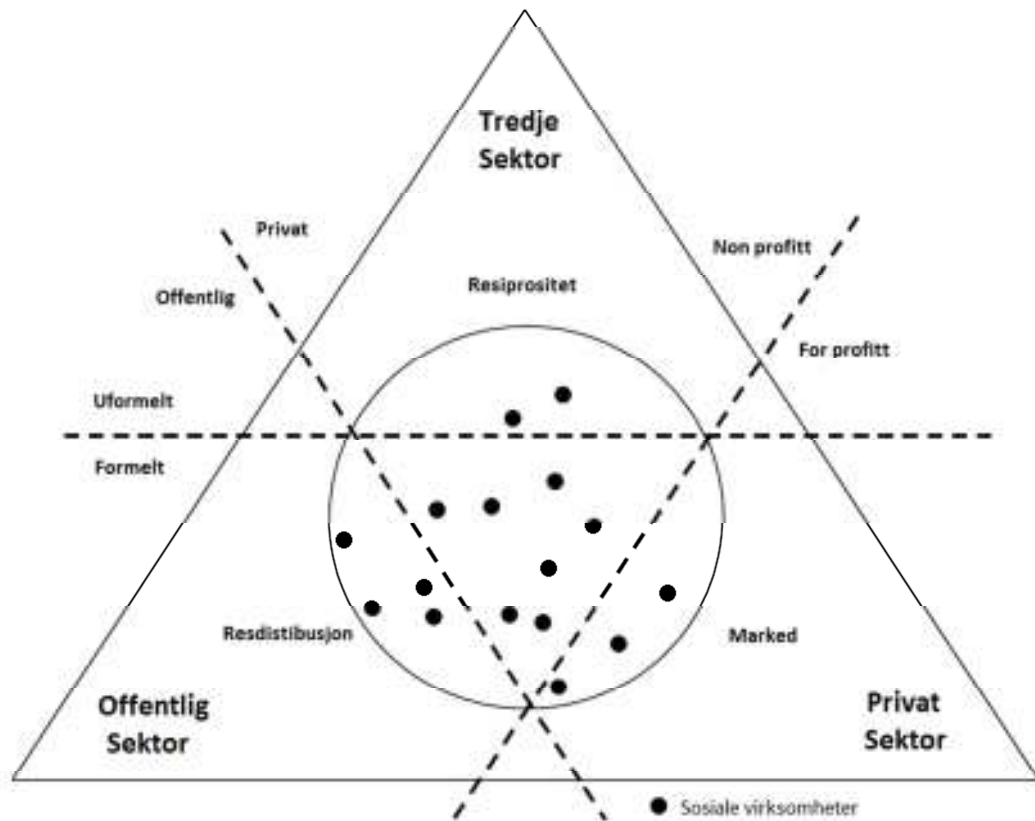 Tredje
Sektor
Privat
Non profitt
Resiprositet
Offentlig
For profitt
Uformelt
Formelt
Resdistibusjon
Marked
Offentlig
Sektor
Privat
Sektor
Sosiale virksomheter